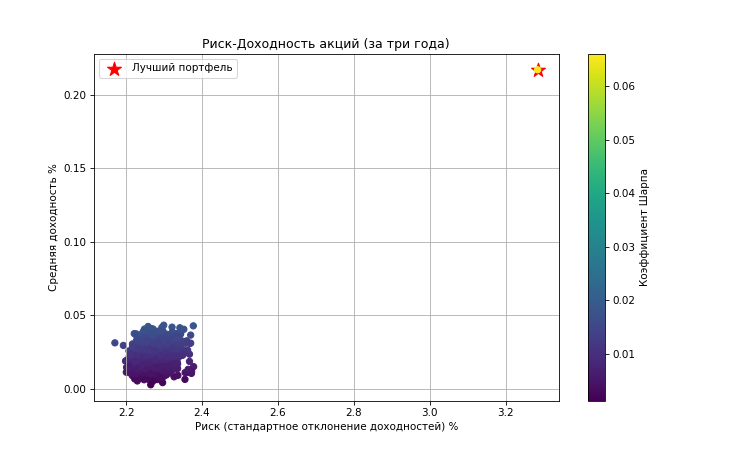 Риск-Доходность акций (за три года)
Лучший портфель
0.20
0.15
0.10
0.05
0.00
Средняя доходность %
2.2 2.4 2.6 2.8 3.0 3.2
Риск (стандартное отклонение доходностей) %
0.06
0.05
0.04
0.03
0.02
0.01
Коэффициент Шарпа